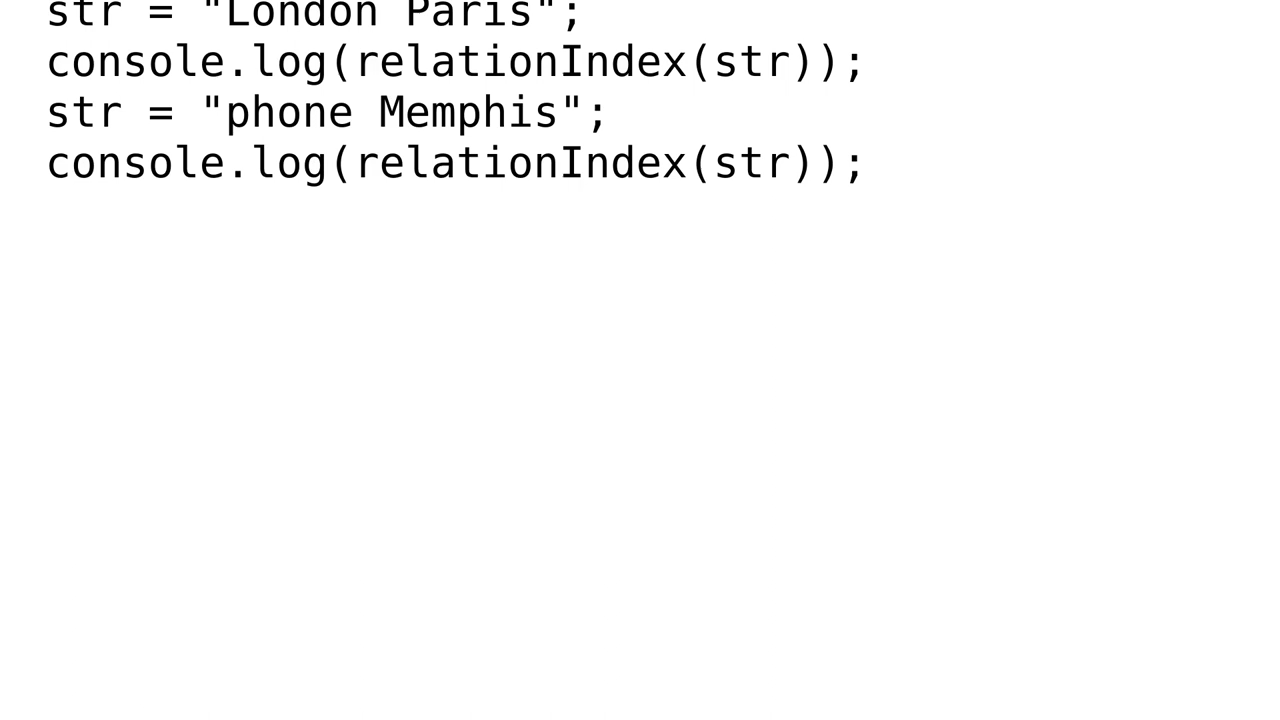 str = "London Paris";
console.log(relationIndex(str));
str = "phone Memphis";
console.log(relationIndex(str));